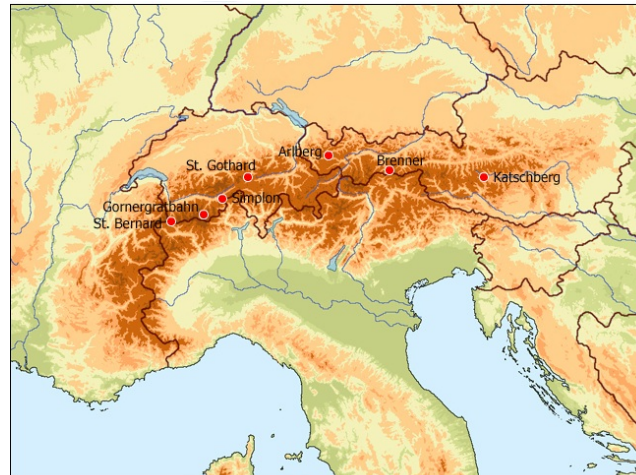 Arlberg
St. Gothard
Brenner
Katschberg
Simplon
Gornergratbahn
St. Bernard